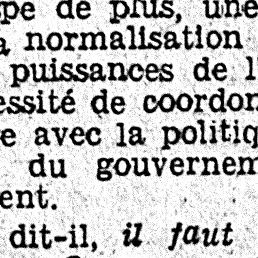 pe de plus, une
a normalisation
puissances de l'
essité de coordon
e avec la politiq
du gouvernem
ent.
dit-il, il faut